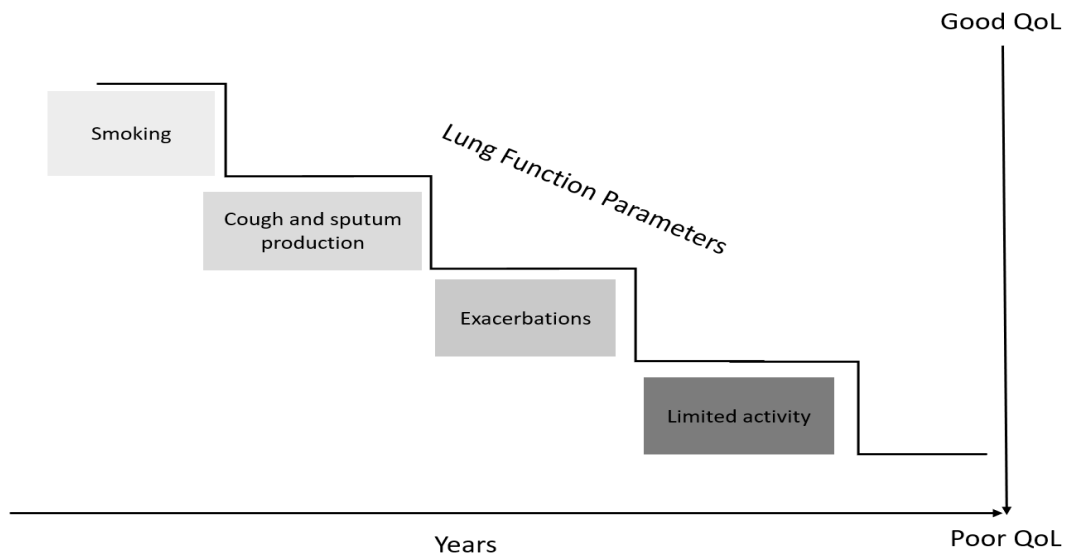 Good QoL
Smoking
Lung Function Parameters
Cough and sputum
production
Exacerbations
Limited activity
Years
Poor QoL